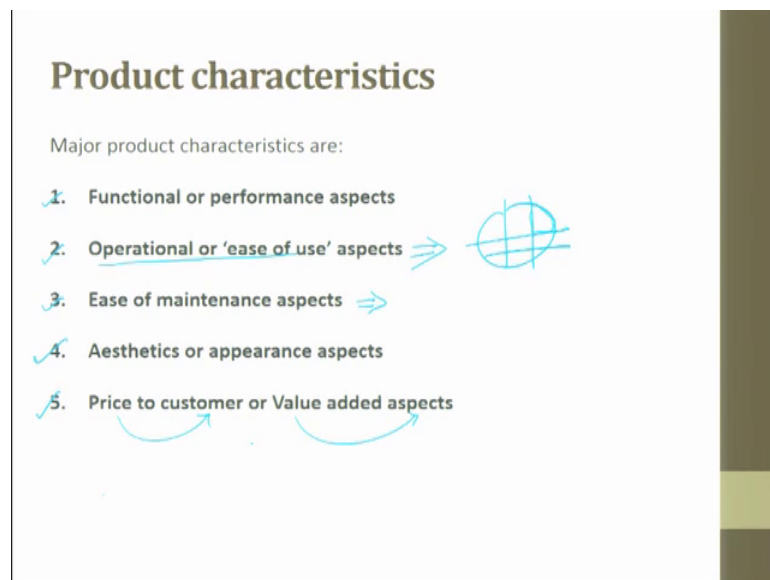 Product characteristics
Major product characteristics are:
1. Functional or performance aspects
2. Operational or 'ease of use' aspects
3. Ease of maintenance aspects
4. Aesthetics or appearance aspects
5. Price to customer or Value added aspects